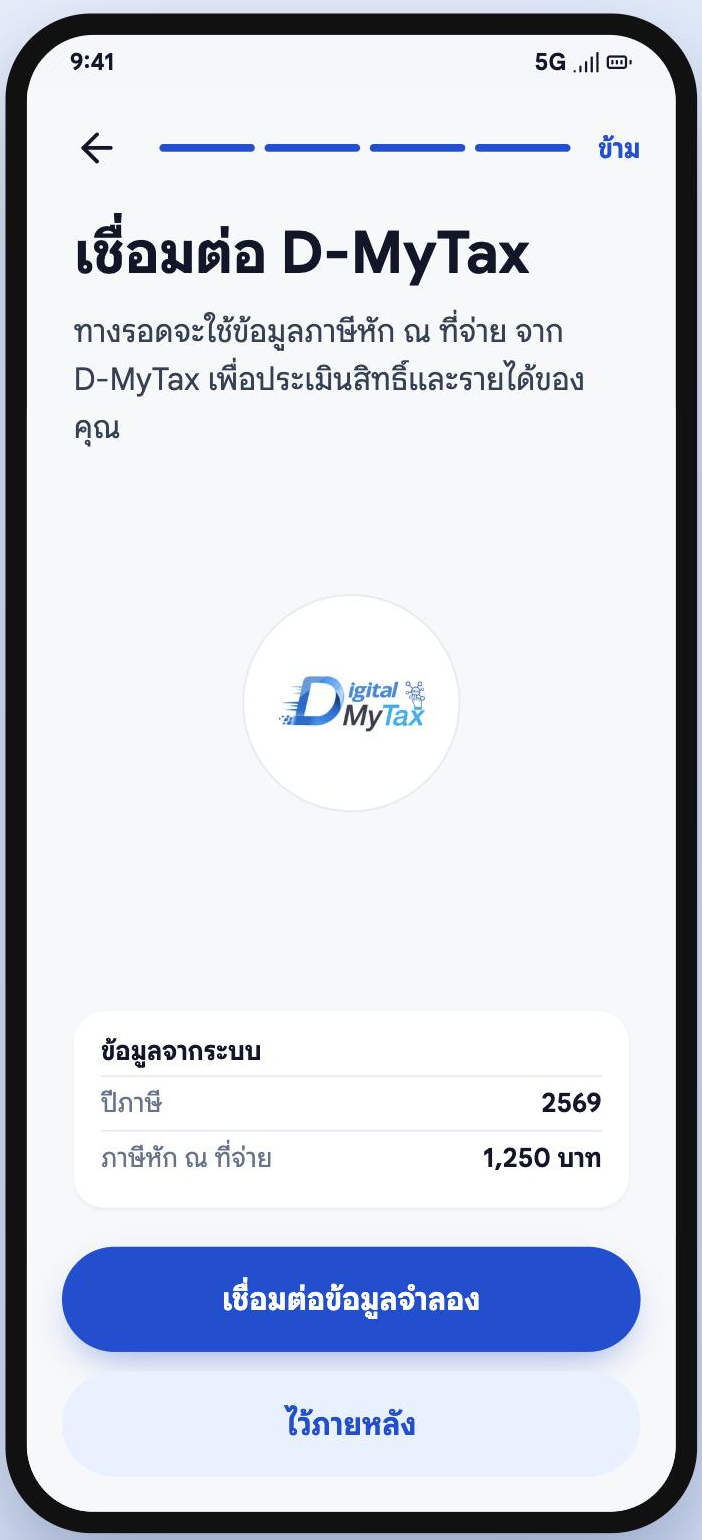 9:41
5G
ข้าม
เชื่อมต่อ D-MyTax
ทางรอดจะใช้ข้อมูลภาษีหัก ณ ที่จ่าย จาก
D-MyTax เพื่อประเมินสิทธิ์และรายได้ของ
คุณ
Digital
MyTax
ข้อมูลจากระบบ
ปีภาษี 2569
ภาษีหัก ณ ที่จ่าย 1,250 บาท
เชื่อมต่อข้อมูลจำลอง
ไว้ภายหลัง